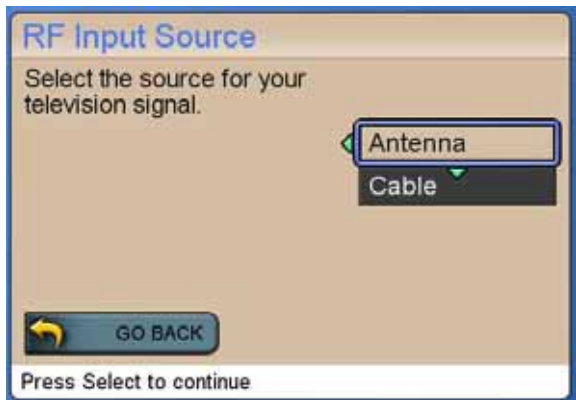 RF Input Source
Select the source for your
television signal.
Antenna
Cable
GO BACK
Press Select to continue